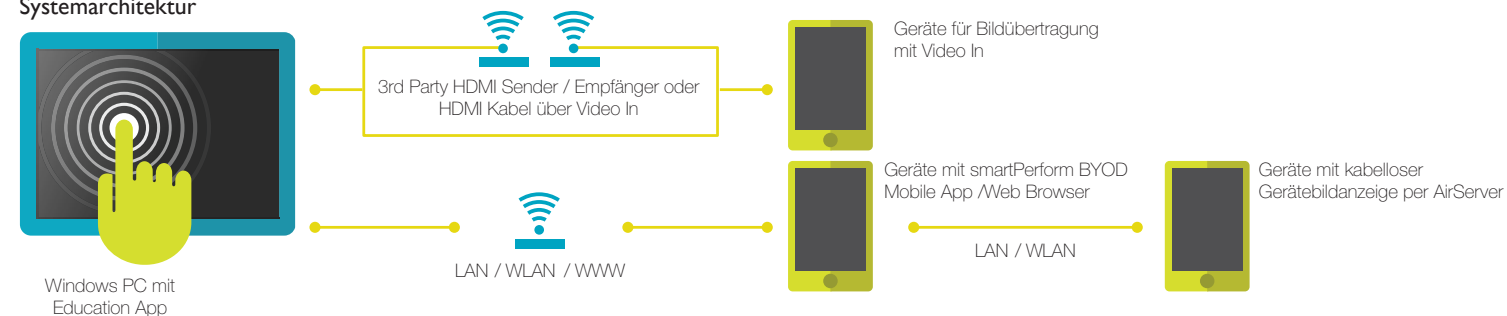 Systemarchitektur
3rd Party HDMI Sender / Empfänger oder
HDMI Kabel über Video In
Geräte für Bildübertragung
mit Video In
Geräte mit smartPerform BYOD
Mobile App /Web Browser
Geräte mit kabelloser
Gerätebildanzeige per AirServer
LAN / WLAN / WWW
LAN / WLAN
Windows PC mit
Education App